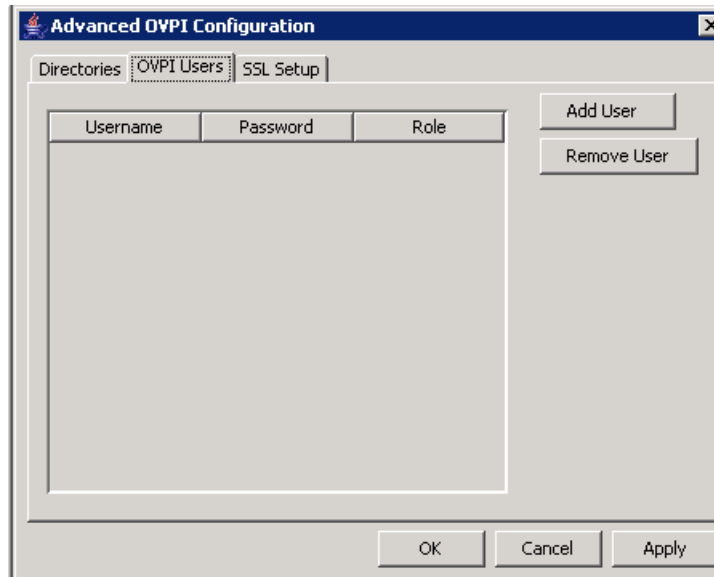 Advanced OVPI Configuration
Directories OVPI Users SSL Setup
Username Password Role
Add User
Remove User
OK Cancel Apply